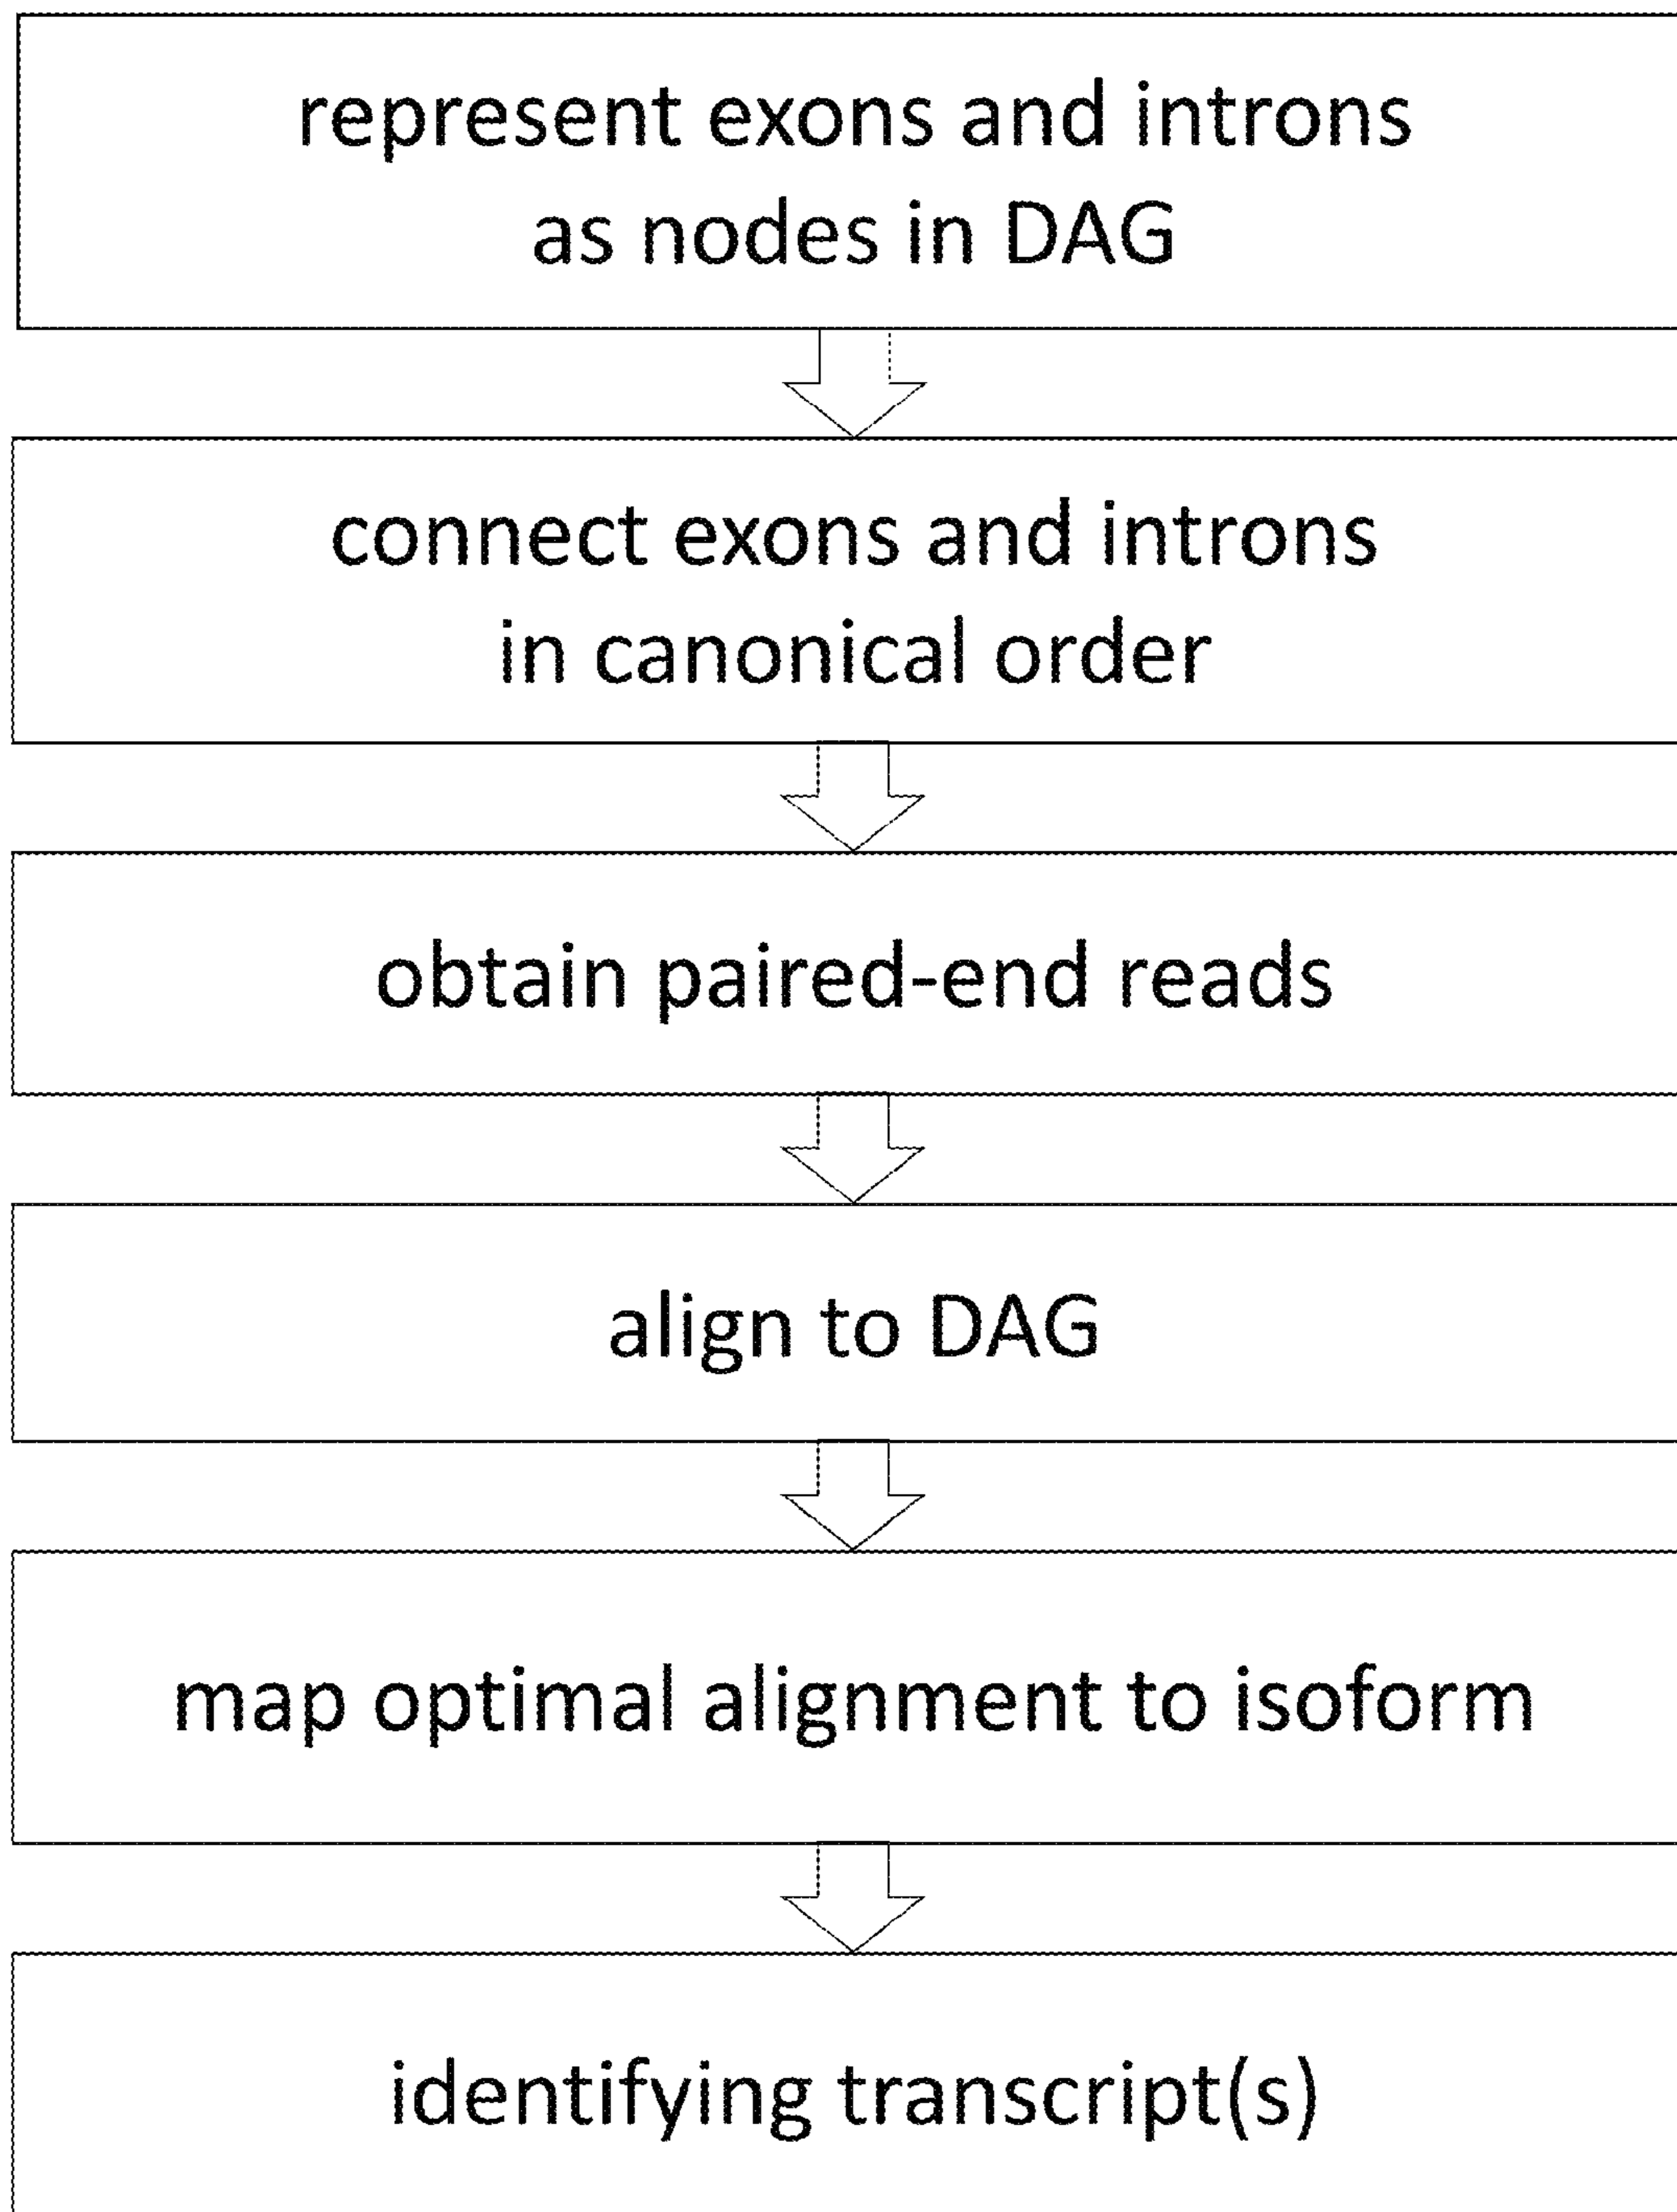 represent exons and introns
as nodes in DAG
connect exons and introns
in canonical order
obtain paired-end reads
align to DAG
map optimal alignment to isoform
identifying transcript(s)